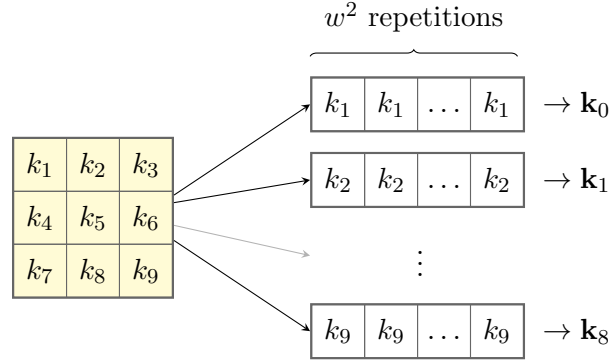 w² repetitions
k₁ k₁ … k₁ → k₀
k₁ k₂ k₃
k₂ k₂ … k₂ → k₁
k₄ k₅ k₆
⋮
k₇ k₈ k₉
k₉ k₉ … k₉ → k₈